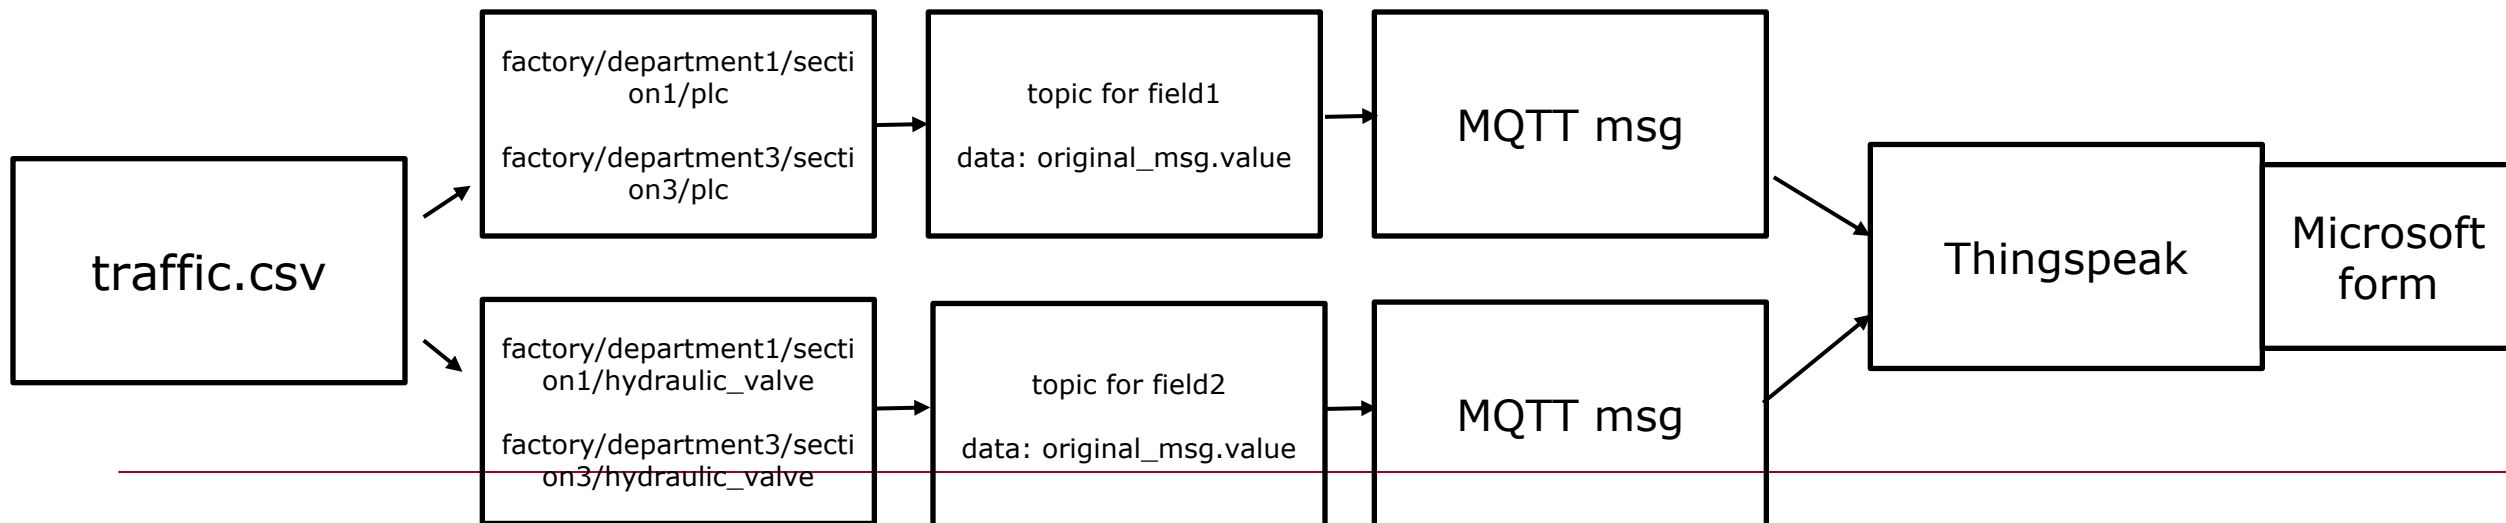 traffic.csv
factory/department1/secti
on1/plc
factory/department3/secti
on3/plc
topic for field1
data: original_msg.value
MQTT msg
factory/department1/secti
on1/hydraulic_valve
factory/department3/secti
on3/hydraulic_valve
topic for field2
data: original_msg.value
MQTT msg
Thingspeak
Microsoft
form